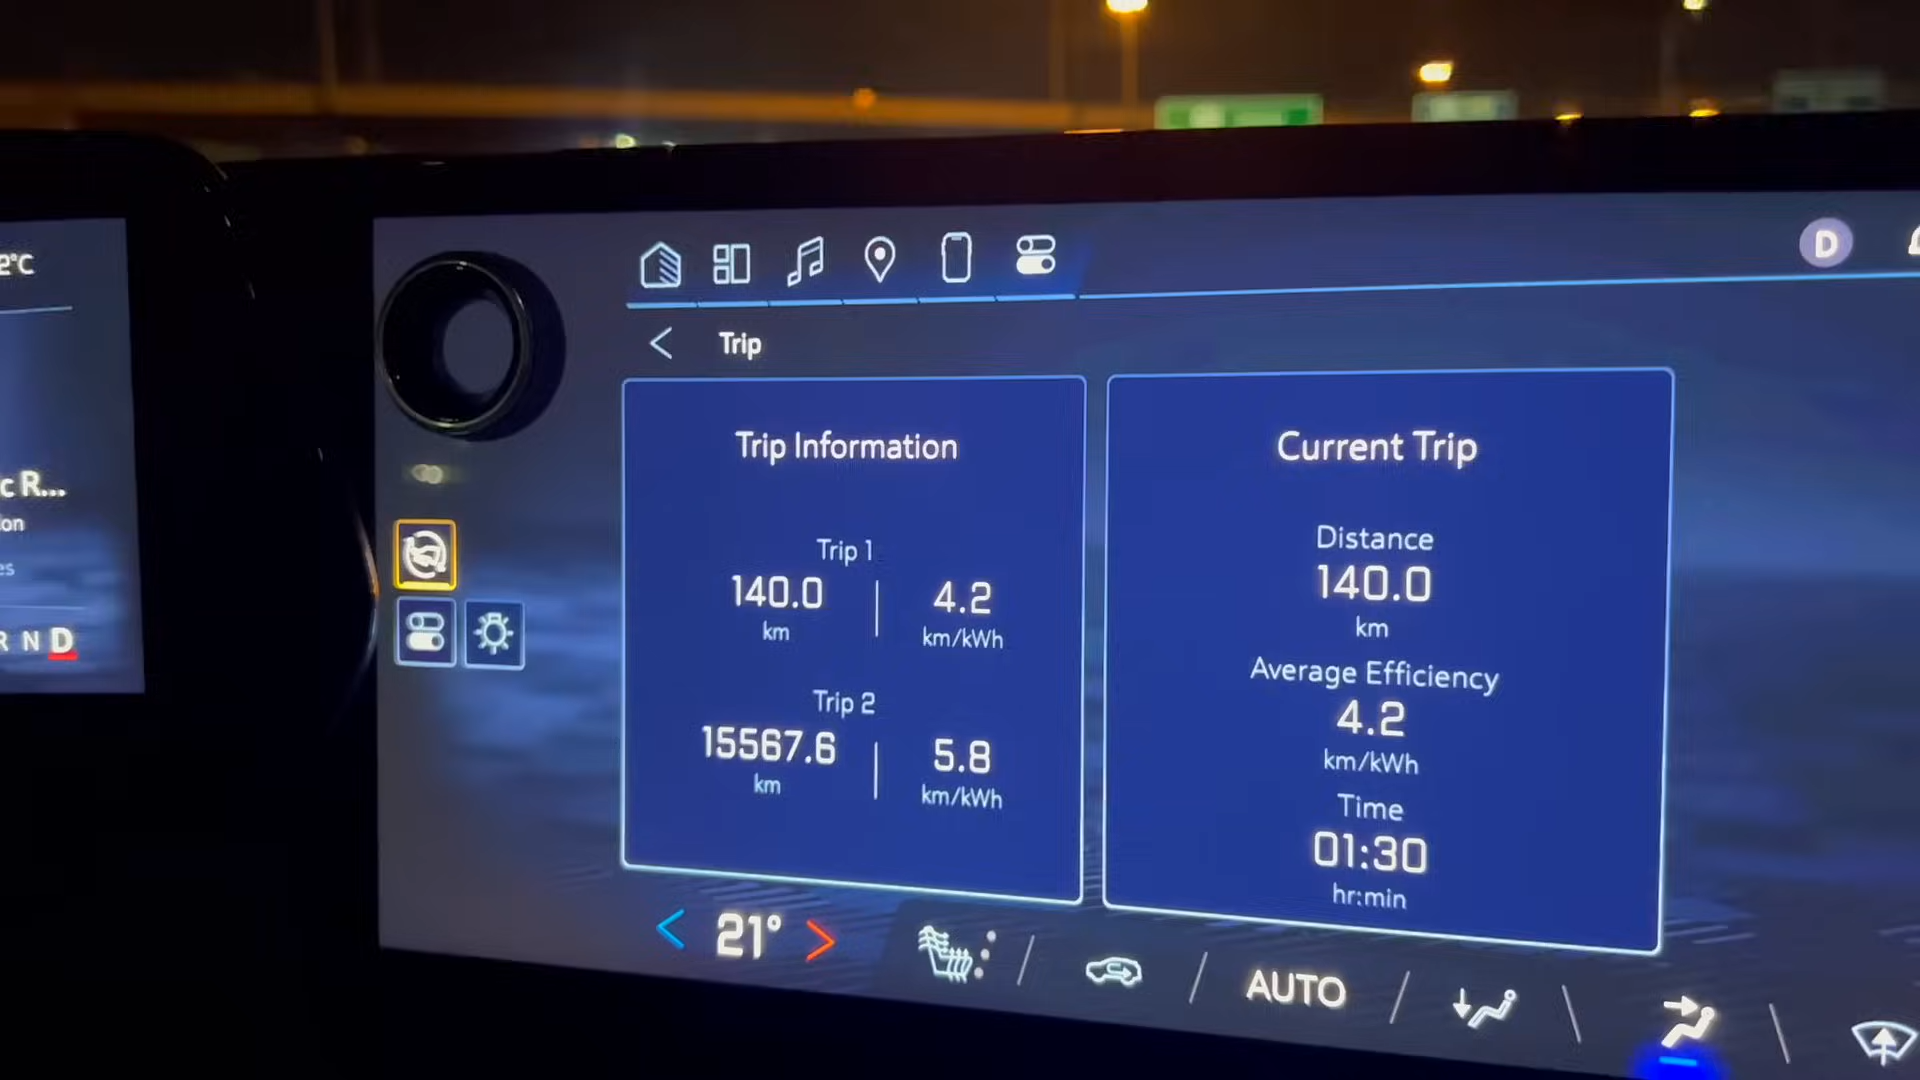 2°C
c R...
on
es
R N D
D
Trip
Trip Information
Trip 1
140.0
km
4.2
km/kWh
Trip 2
15567.6
km
5.8
km/kWh
Current Trip
Distance
140.0
km
Average Efficiency
4.2
km/kWh
Time
01:30
hr:min
21°
AUTO